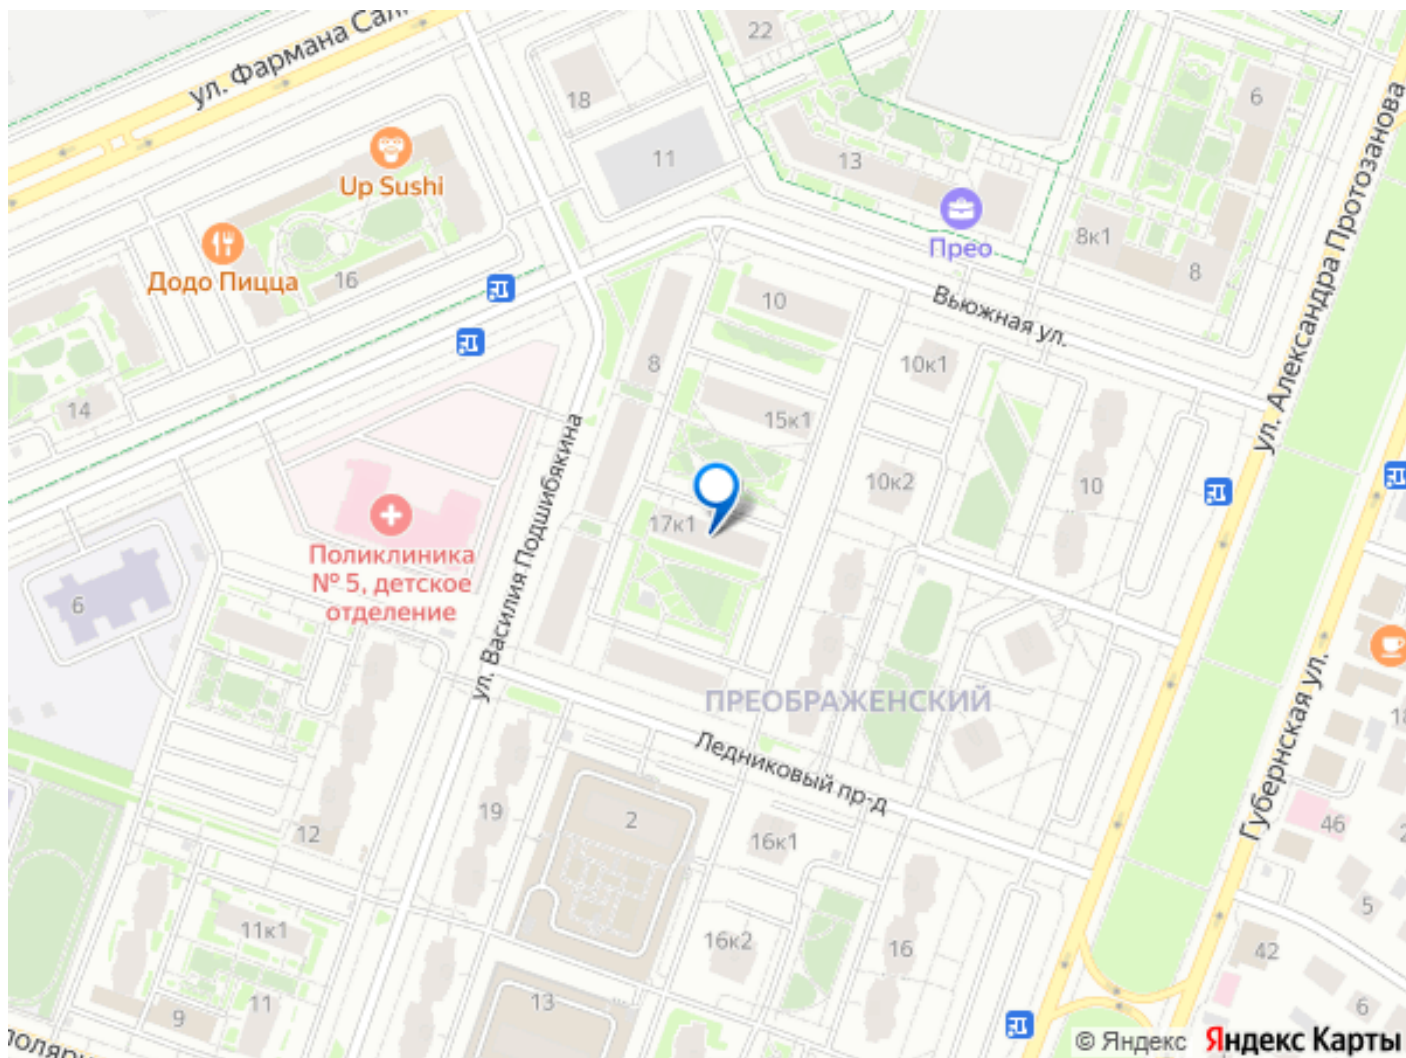 ул. Фармана Сал
22
18
11
13
6
Up Sushi
Прео
8к1
8
Додо Пицца
16
10
Вьюжная ул.
ул. Александра Протозанова
8
10к1
14
15к1
ул. Василия Подшибякина
10к2
10
17к1
Поликлиника
№ 5, детское
отделение
6
ПРЕОБРАЖЕНСКИЙ
Ледниковый пр-д
Губернская ул.
18
19
2
12
16к1
46
2
5
11к1
16к2
16
42
11
13
9
6
поляр
© Яндекс
Яндекс Карты